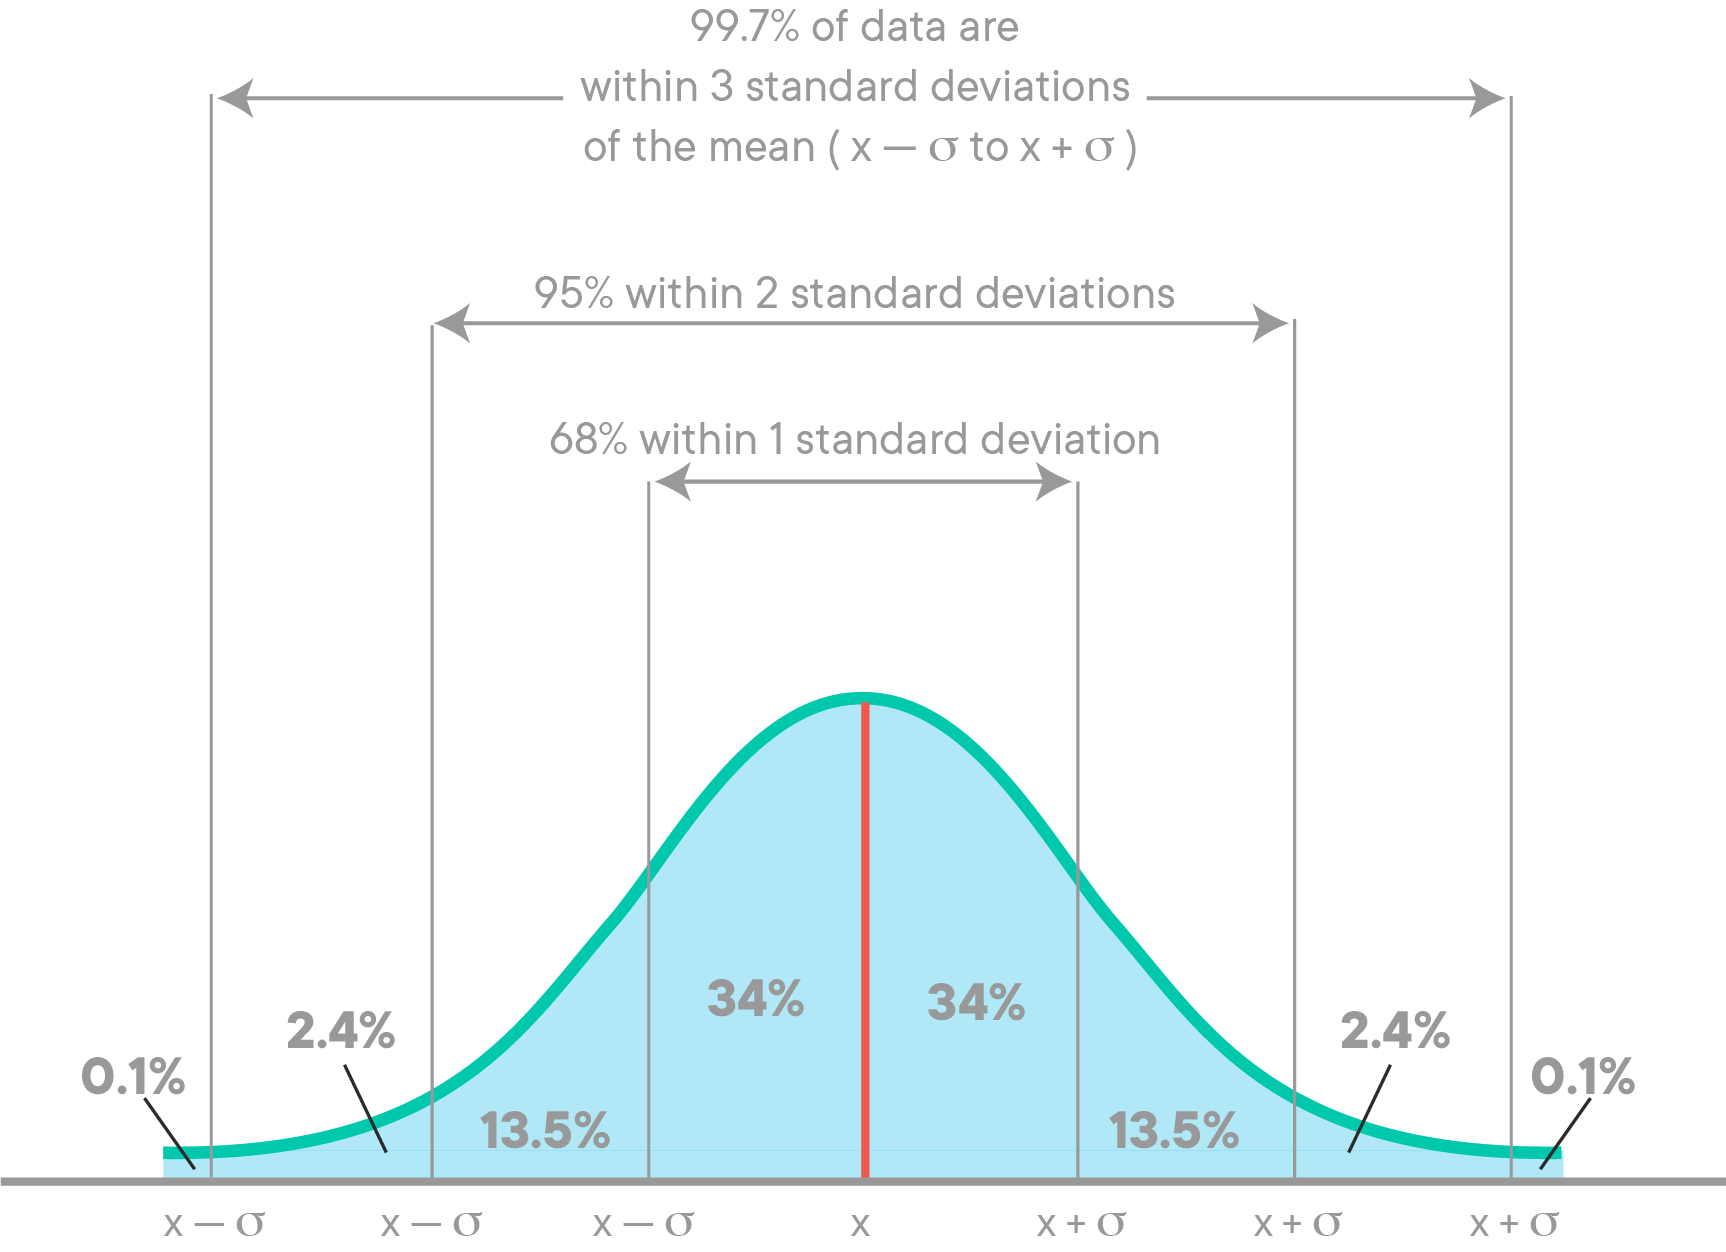 99.7% of data are
within 3 standard deviations
of the mean ( x — σ to x + σ )
95% within 2 standard deviations
68% within 1 standard deviation
34% 34%
2.4% 2.4%
0.1% 0.1%
13.5% 13.5%
x — σ x — σ x — σ x x + σ x + σ x + σ